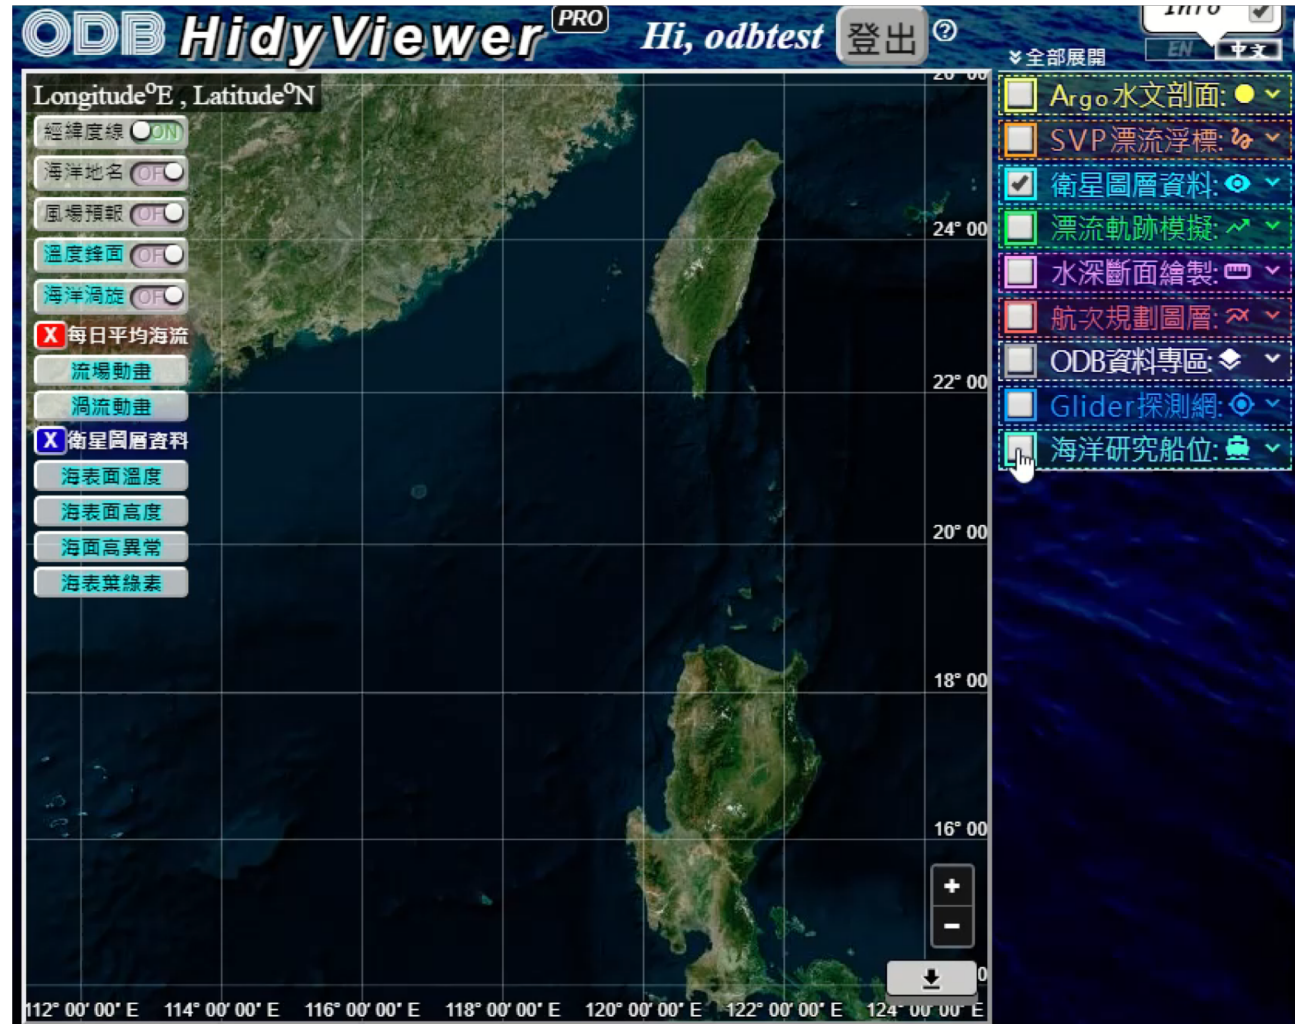 ODB HidyViewer PRO Hi, odbtest 登出 ?
Info
EN 中文
全部展開
Longitude°E , Latitude°N
經緯度線 ON
海洋地名 OFF
風場預報 OFF
溫度鋒面 OFF
海洋渦旋 OFF
X 每日平均海流
流場動畫
渦流動畫
X 衛星圖層資料
海表面溫度
海表面高度
海面高異常
海表葉綠素
Argo水文剖面:
SVP漂流浮標:
衛星圖層資料:
漂流軌跡模擬:
水深斷面繪製:
航次規劃圖層:
ODB資料專區:
Glider探測網:
海洋研究船位:
26° 00
24° 00
22° 00
20° 00
18° 00
16° 00
+
−
112° 00' 00" E 114° 00' 00" E 116° 00' 00" E 118° 00' 00" E 120° 00' 00" E 122° 00' 00" E 124° 00' 00" E